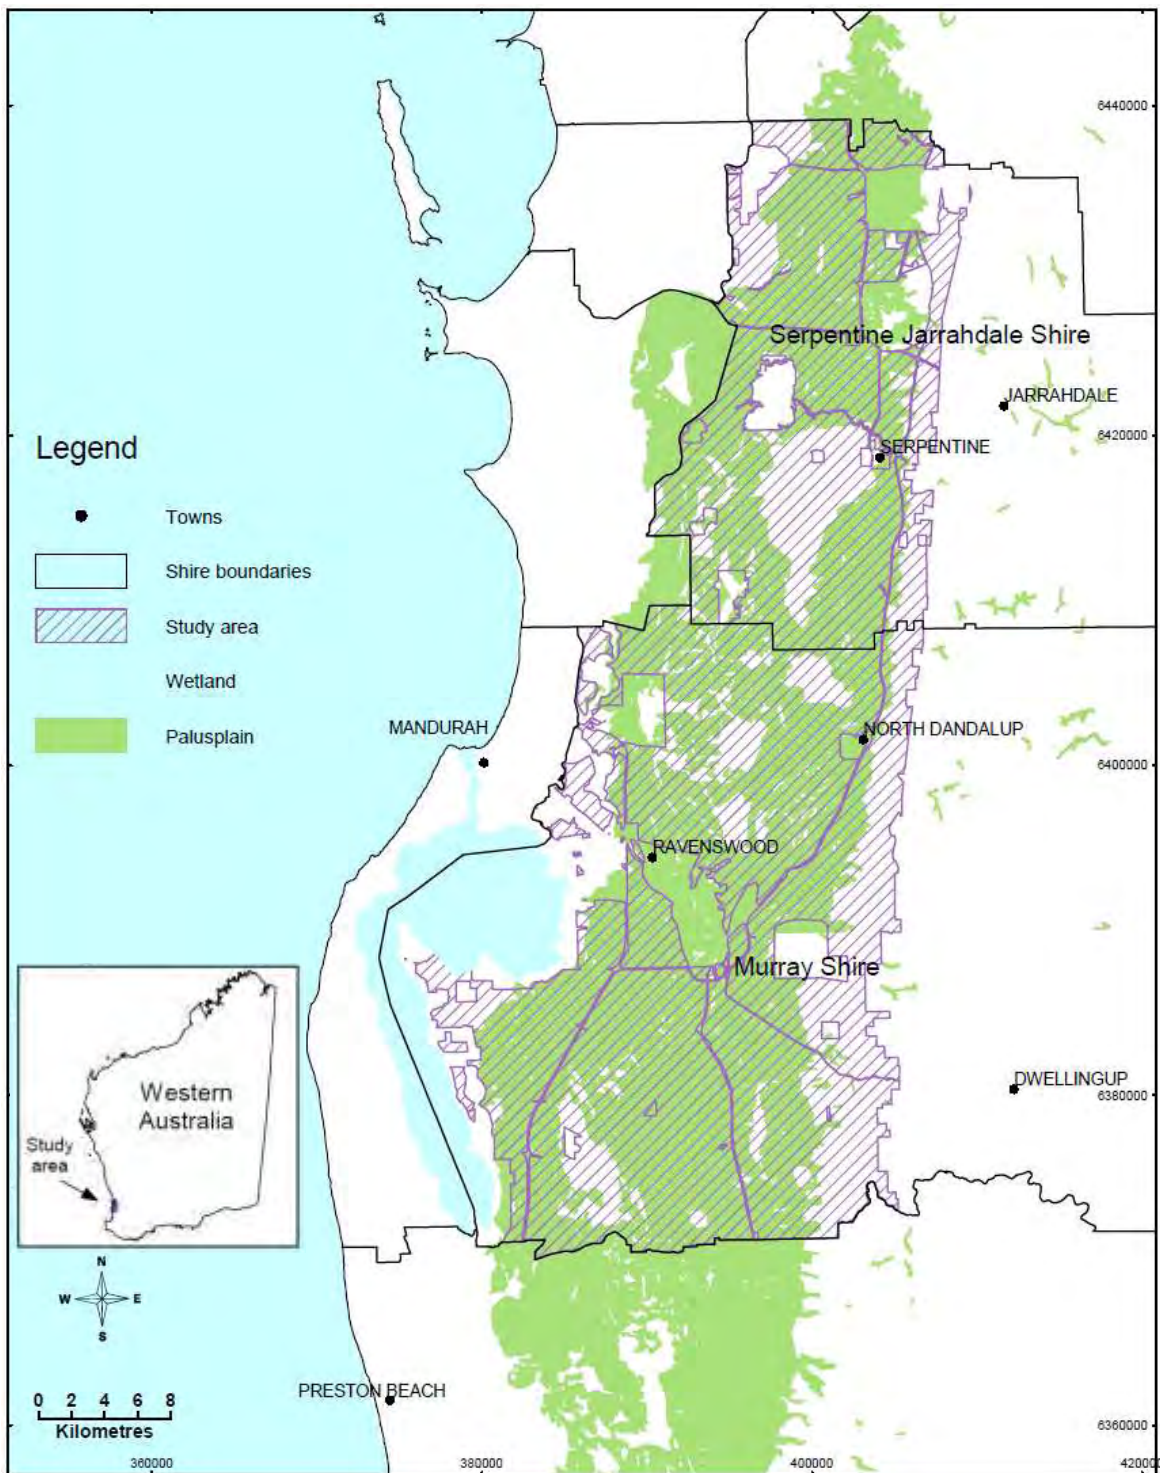 6440000
Serpentine Jarrahdale Shire
JARRAHDALE
6420000
SERPENTINE
Legend
Towns
Shire boundaries
Study area
Wetland
Palusplain
MANDURAH
NORTH DANDALUP
6400000
RAVENSWOOD
Murray Shire
Western
Australia
Study
area
DWELLINGUP
6380000
N
W E
S
PRESTON BEACH
0 2 4 6 8
Kilometres
6360000
360000 380000 400000 420000